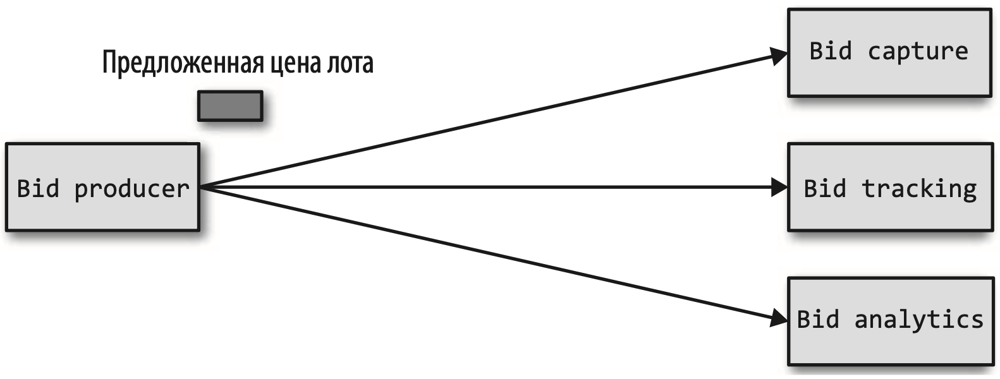 Предложенная цена лота
Bid producer
Bid capture
Bid tracking
Bid analytics